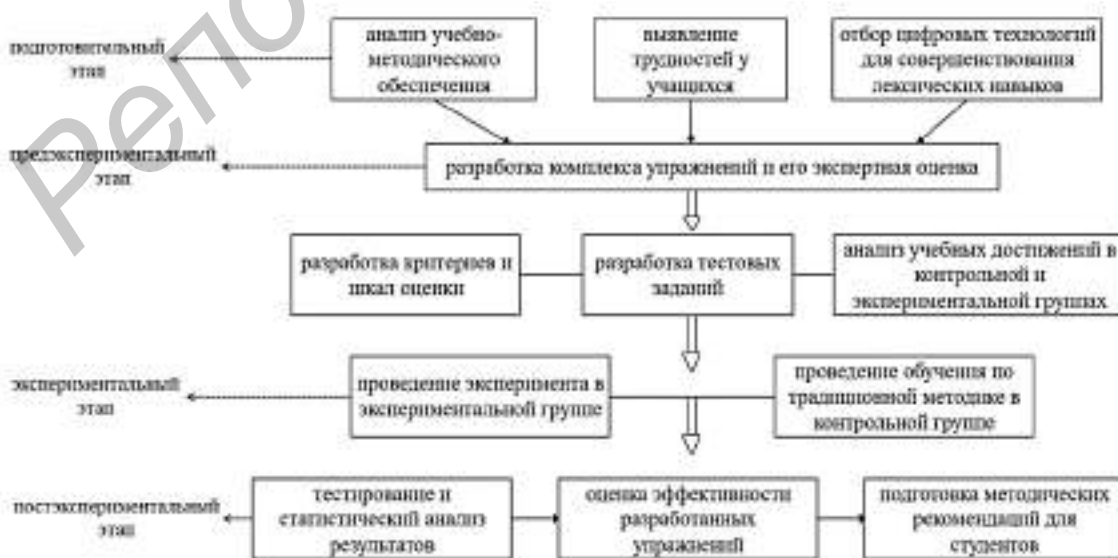 Репо
подготовительный
этап
анализ учебно-
методического
обеспечения
выявление
трудностей у
учащихся
отбор цифровых технологий
для совершенствования
лексических навыков
предэкспериментальный
этап
разработка комплекса упражнений и его экспертная оценка
разработка критериев и
шкал оценки
разработка тестовых
заданий
анализ учебных достижений в
контрольной и
экспериментальной группах
экспериментальный
этап
проведение эксперимента в
экспериментальной группе
проведение обучения по
традиционной методике в
контрольной группе
постэкспериментальный
этап
тестирование и
статистический анализ
результатов
оценка эффективности
разработанных
упражнений
подготовка методических
рекомендаций для
студентов